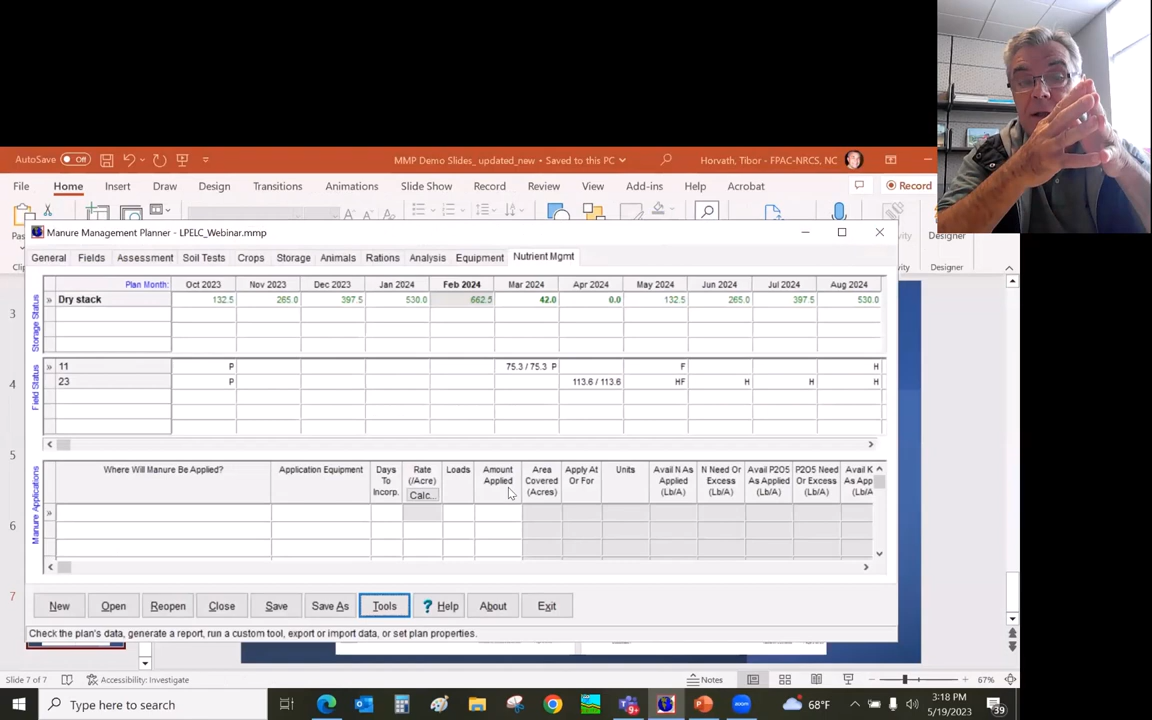 AutoSave Off
MMP Demo Slides_ updated_new • Saved to this PC
Horvath, Tibor - FPAC-NRCS, NC
File Home Insert Draw Design Transitions Animations Slide Show Record Review View Add-ins Help Acrobat Record
Manure Management Planner - LPELC_Webinar.mmp
Designer
General Fields Assessment Soil Tests Crops Storage Animals Rations Analysis Equipment Nutrient Mgmt
Storage Status
Plan Month: Oct 2023 Nov 2023 Dec 2023 Jan 2024 Feb 2024 Mar 2024 Apr 2024 May 2024 Jun 2024 Jul 2024 Aug 2024
» Dry stack 132.5 265.0 397.5 530.0 662.5 42.0 0.0 132.5 265.0 397.5 530.0
Field Status
» 11 P 75.3 / 75.3 P F H
23 P 113.6 / 113.6 HF H H H
Manure Applications
Where Will Manure Be Applied? Application Equipment Days To Incorp. Rate (/Acre) Calc... Loads Amount Applied Area Covered (Acres) Apply At Or For Units Avail N As Applied (Lb/A) N Need Or Excess (Lb/A) Avail P2O5 As Applied (Lb/A) P2O5 Need Or Excess (Lb/A) Avail K As App (Lb/A
»
New Open Reopen Close Save Save As Tools ? Help About Exit
Check the plan's data, generate a report, run a custom tool, export or import data, or set plan properties.
3
4
5
6
7
Slide 7 of 7 Accessibility: Investigate Notes 67%
Type here to search 9+ 68°F 3:18 PM
5/19/2023 39